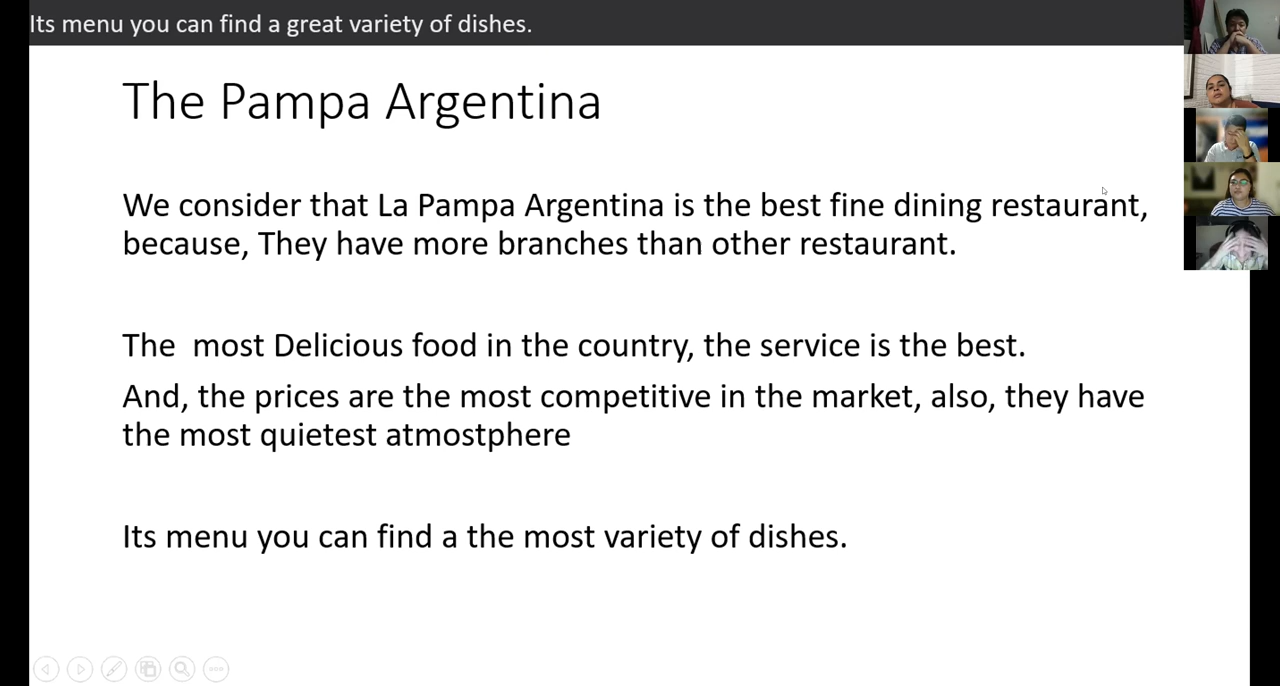 Its menu you can find a great variety of dishes.
The Pampa Argentina
We consider that La Pampa Argentina is the best fine dining restaurant,
because, They have more branches than other restaurant.
The  most Delicious food in the country, the service is the best.
And, the prices are the most competitive in the market, also, they have
the most quietest atmostphere
Its menu you can find a the most variety of dishes.